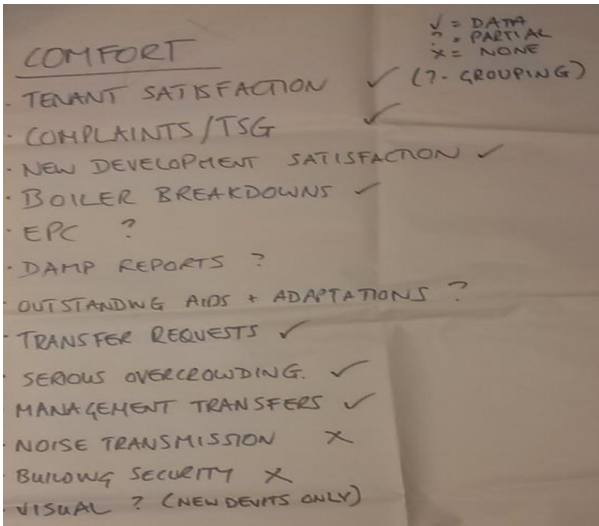 ✓ = DATA
? = PARTIAL
x = NONE
COMFORT
· TENANT SATISFACTION ✓ (? - GROUPING)
· COMPLAINTS/TSG ✓
· NEW DEVELOPMENT SATISFACTION ✓
· BOILER BREAKDOWNS ✓
· EPC ?
· DAMP REPORTS ?
· OUTSTANDING AIDS + ADAPTATIONS ?
· TRANSFER REQUESTS ✓
· SERIOUS OVERCROWDING. ✓
MANAGEMENT TRANSFERS ✓
· NOISE TRANSMISSION X
· BUILDING SECURITY X
· VISUAL ? (NEW DEVTS ONLY)